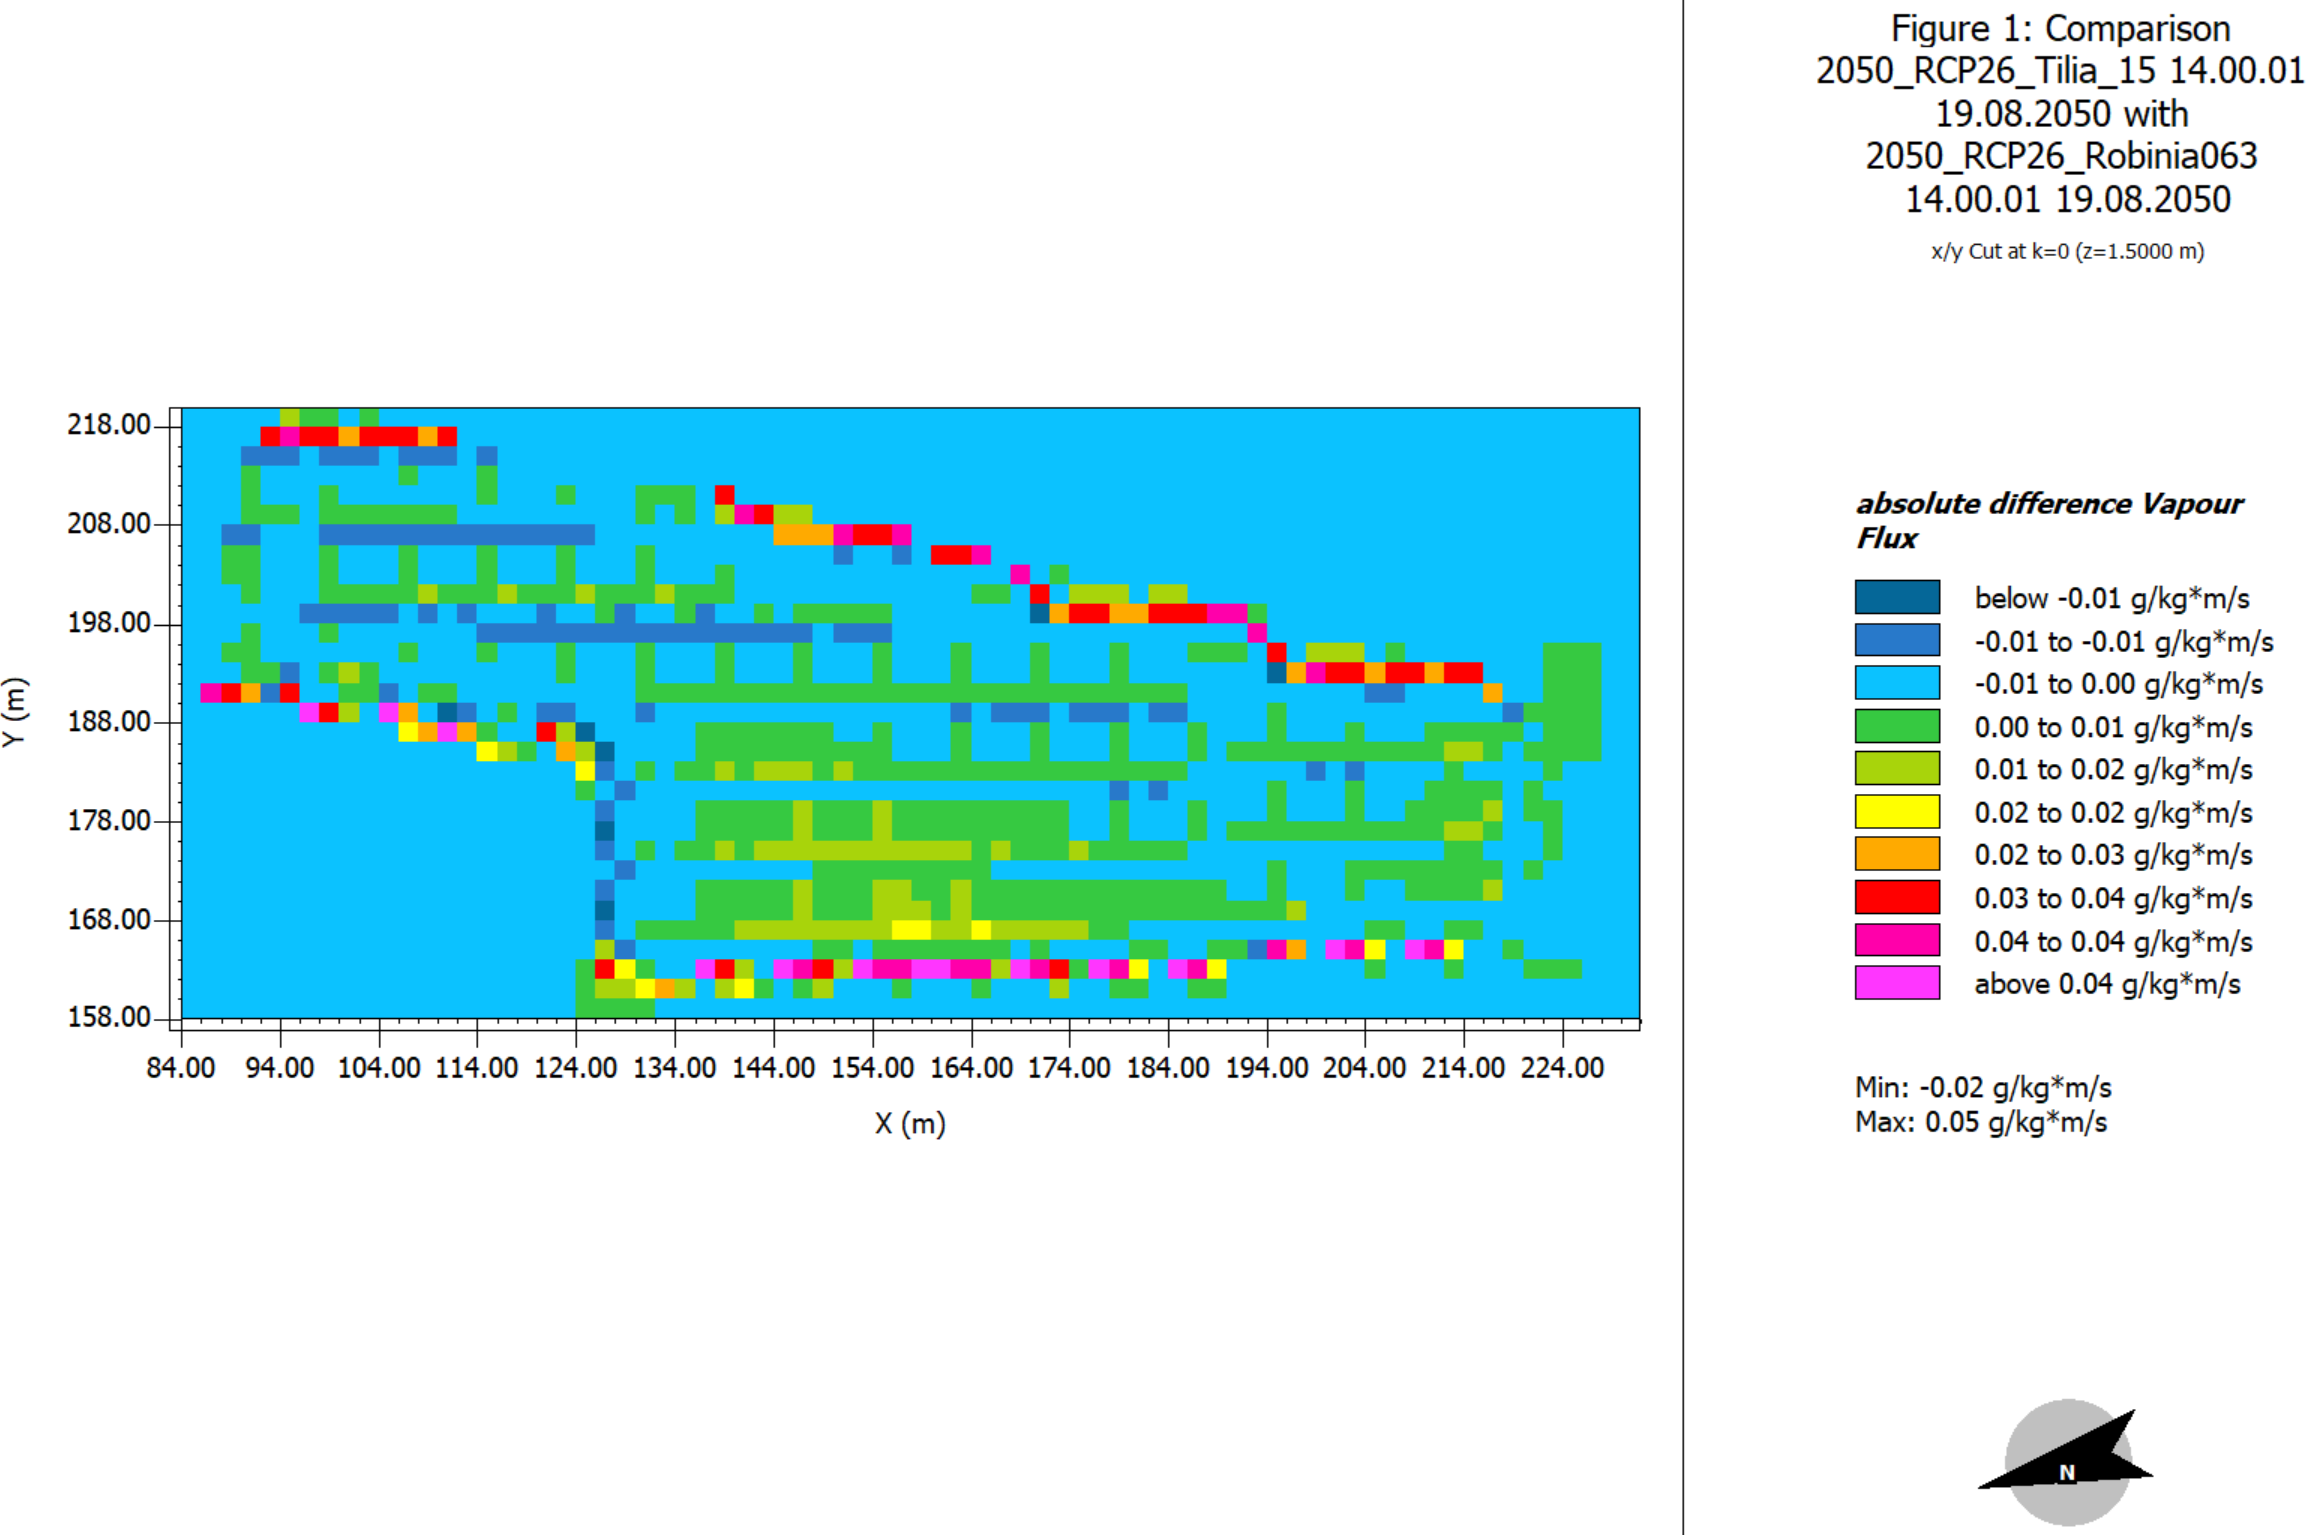 Figure 1: Comparison
2050_RCP26_Tilia_15 14.00.01
19.08.2050 with
2050_RCP26_Robinia063
14.00.01 19.08.2050
x/y Cut at k=0 (z=1.5000 m)
218.00
208.00
198.00
188.00
178.00
168.00
158.00
Y (m)
84.00 94.00 104.00 114.00 124.00 134.00 144.00 154.00 164.00 174.00 184.00 194.00 204.00 214.00 224.00
X (m)
absolute difference Vapour
Flux
below -0.01 g/kg*m/s
-0.01 to -0.01 g/kg*m/s
-0.01 to 0.00 g/kg*m/s
0.00 to 0.01 g/kg*m/s
0.01 to 0.02 g/kg*m/s
0.02 to 0.02 g/kg*m/s
0.02 to 0.03 g/kg*m/s
0.03 to 0.04 g/kg*m/s
0.04 to 0.04 g/kg*m/s
above 0.04 g/kg*m/s
Min: -0.02 g/kg*m/s
Max: 0.05 g/kg*m/s
N